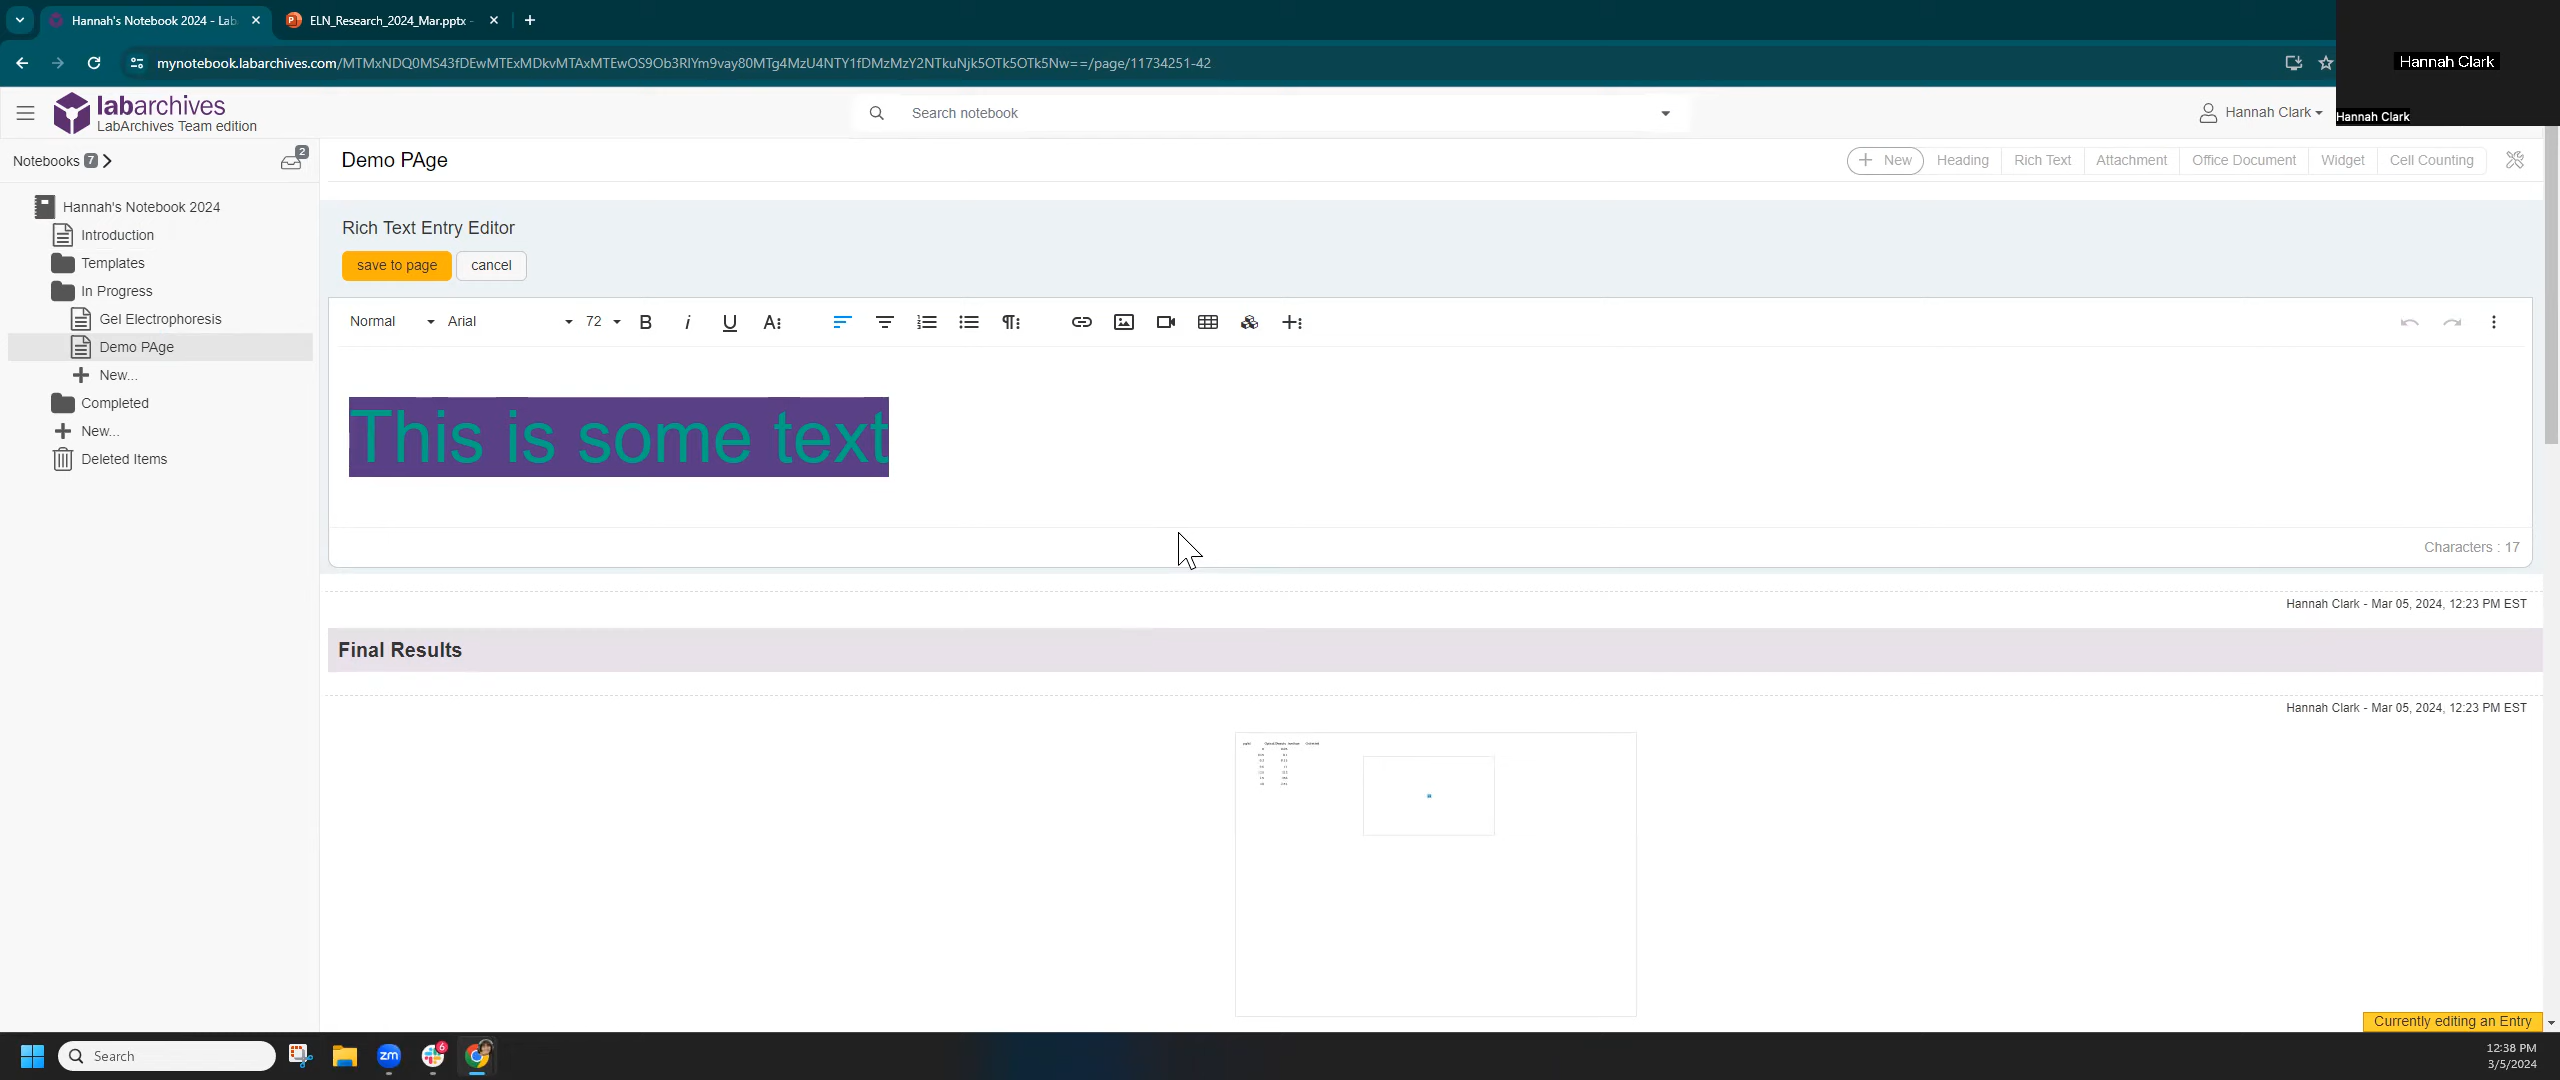 Hannah's Notebook 2024 - Lab
ELN_Research_2024_Mar.pptx -
mynotebook.labarchives.com/MTMxNDQ0MS43fDEwMTExMDkvMTAxMTEwOS9Ob3RlYm9vay80MTg4MzU4NTY1fDMzMzY2NTkuNjk5OTk5OTk5Nw==/page/11734251-42
Hannah Clark
Hannah Clark
labarchives
LabArchives Team edition
Search notebook
Hannah Clark
Notebooks 7
2
Demo PAge
New Heading Rich Text Attachment Office Document Widget Cell Counting
Hannah's Notebook 2024
Introduction
Templates
In Progress
Gel Electrophoresis
Demo PAge
New...
Completed
New...
Deleted Items
Rich Text Entry Editor
save to page cancel
Normal Arial 72
This is some text
Characters : 17
Hannah Clark - Mar 05, 2024, 12:23 PM EST
Final Results
Hannah Clark - Mar 05, 2024, 12:23 PM EST
Currently editing an Entry
Search
zm
6
12:38 PM
3/5/2024